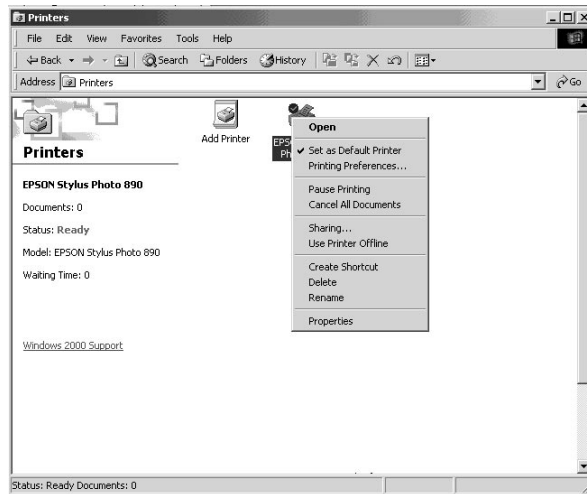 Printers
File Edit View Favorites Tools Help
Back Search Folders History
Address Printers Go
Add Printer
Printers
EPSON Stylus Photo 890
Documents: 0
Status: Ready
Model: EPSON Stylus Photo 890
Waiting Time: 0
Windows 2000 Support
Open
Set as Default Printer
Printing Preferences...
Pause Printing
Cancel All Documents
Sharing...
Use Printer Offline
Create Shortcut
Delete
Rename
Properties
Status: Ready Documents: 0